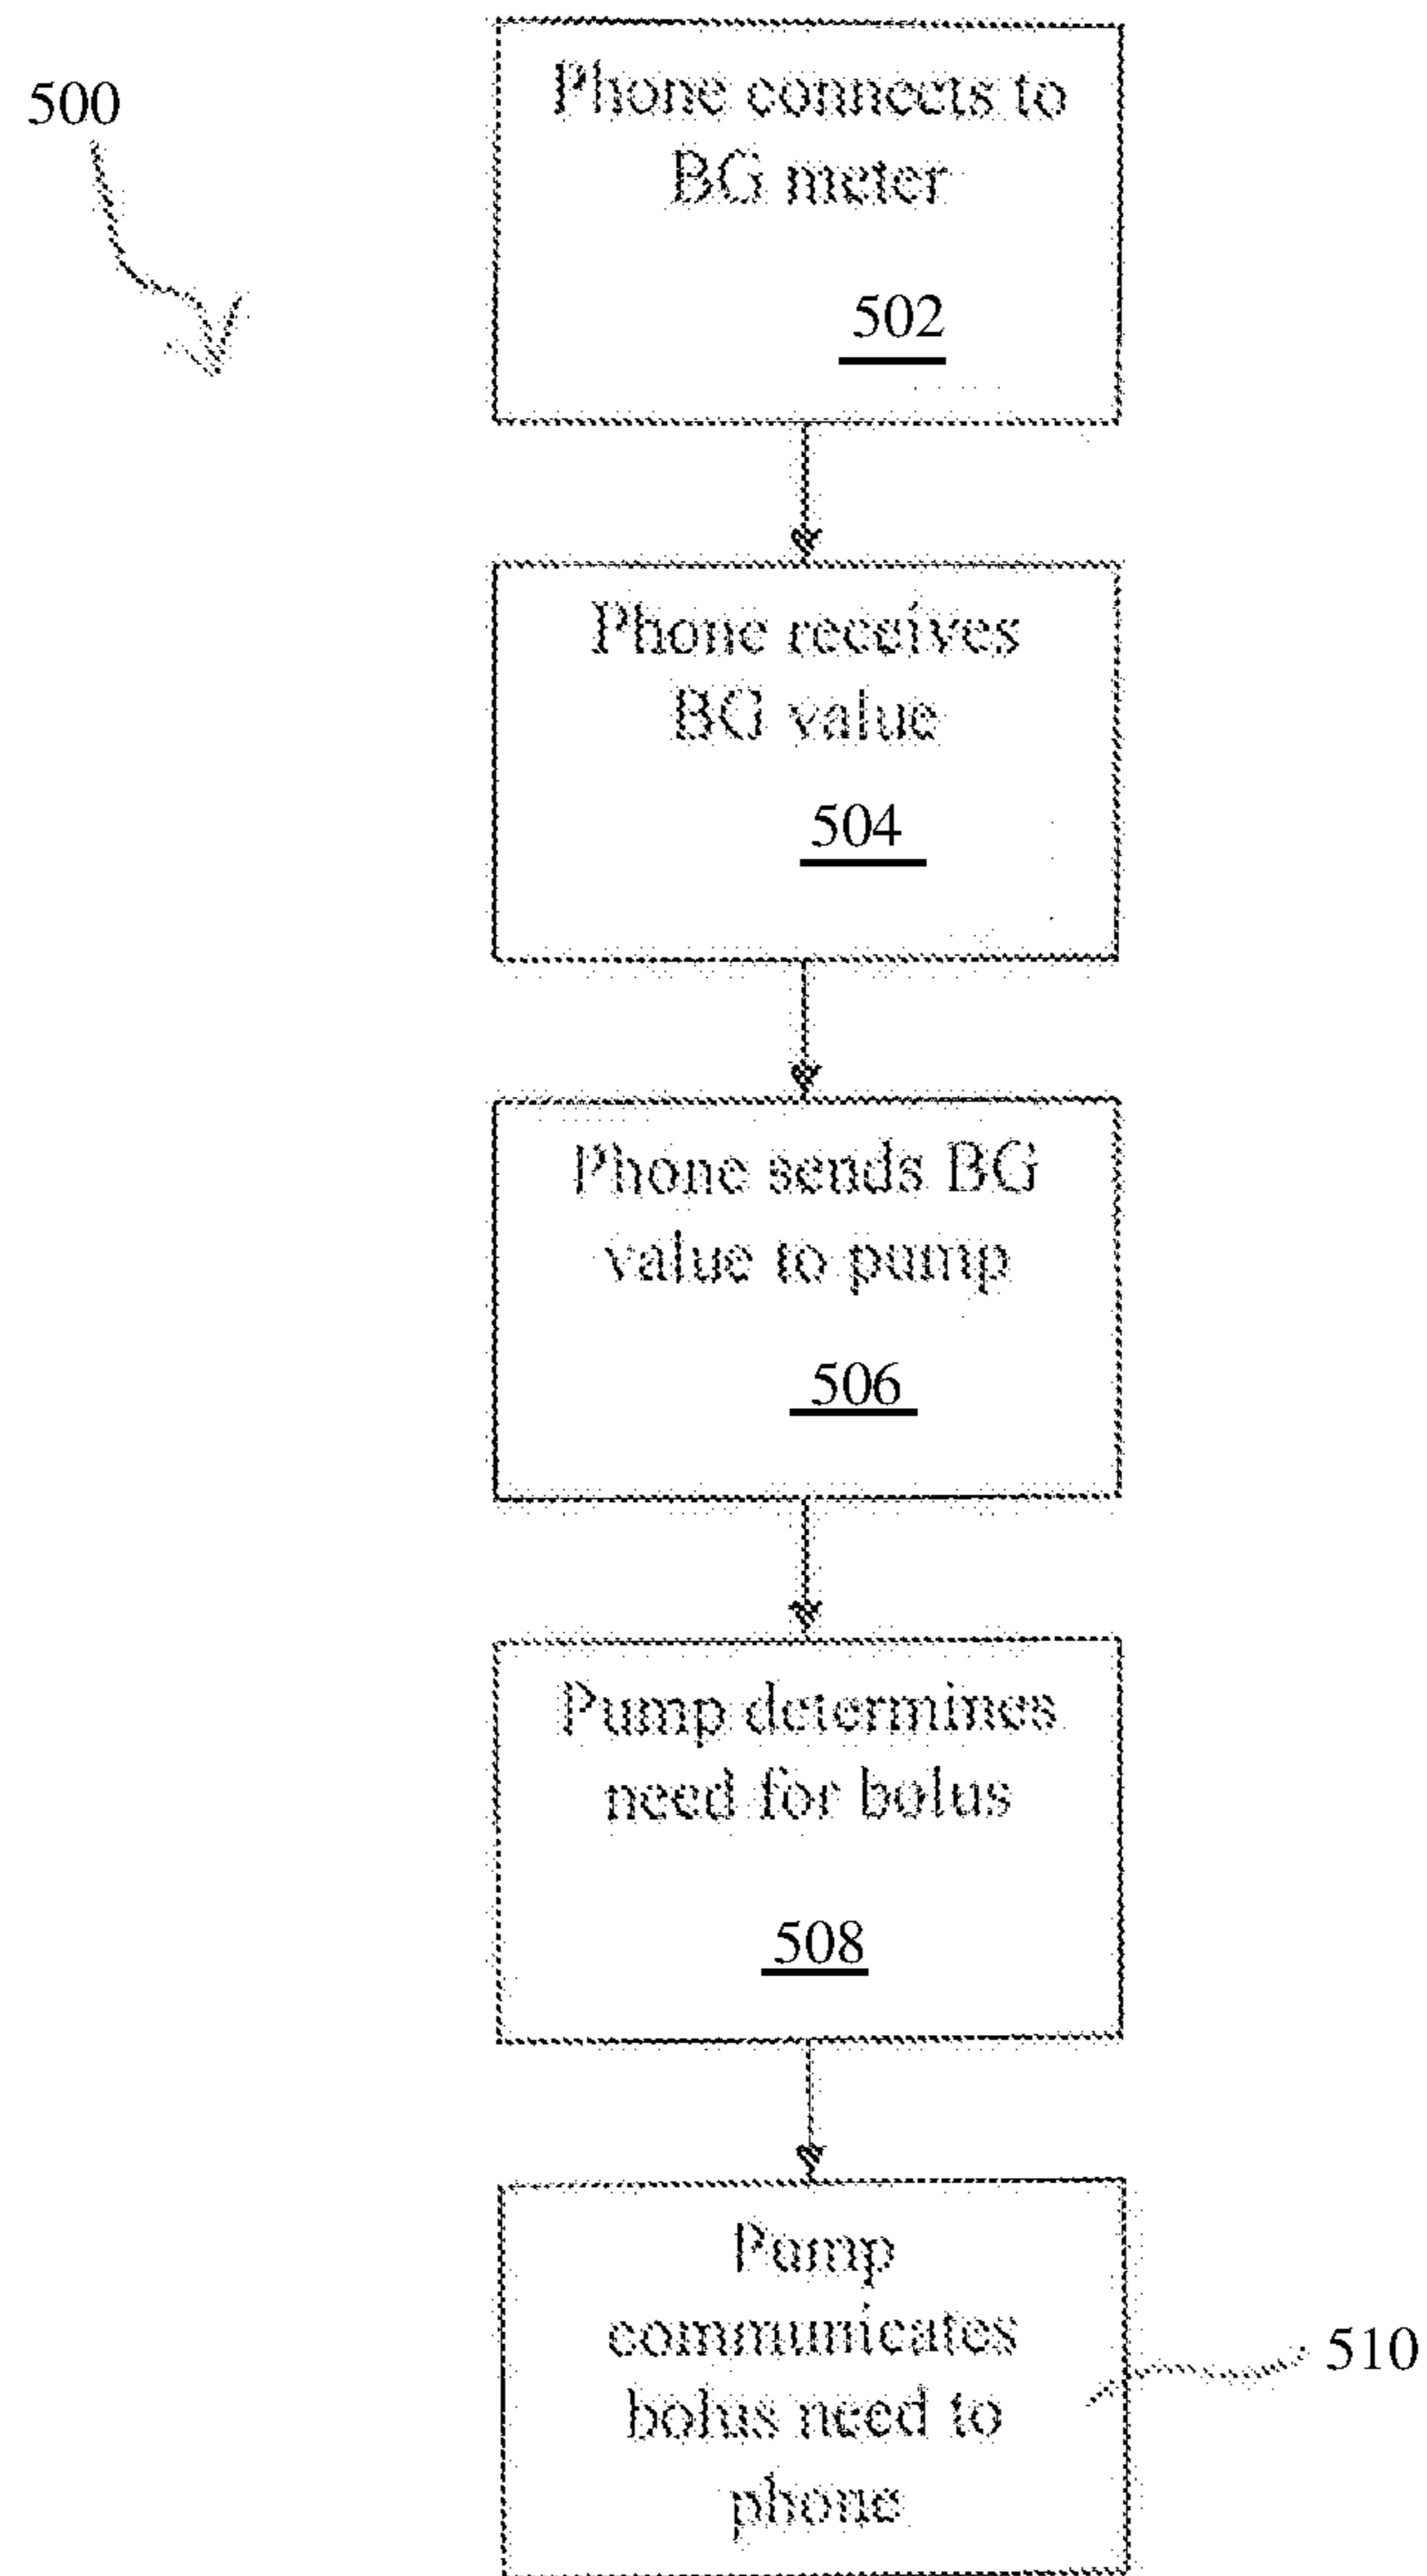 500
Phone connects to
BG meter
502
Phone receives
BG value
504
Phone sends BG
value to pump
506
Pump determines
need for bolus
508
Pump
communicates
bolus need to
phone
510